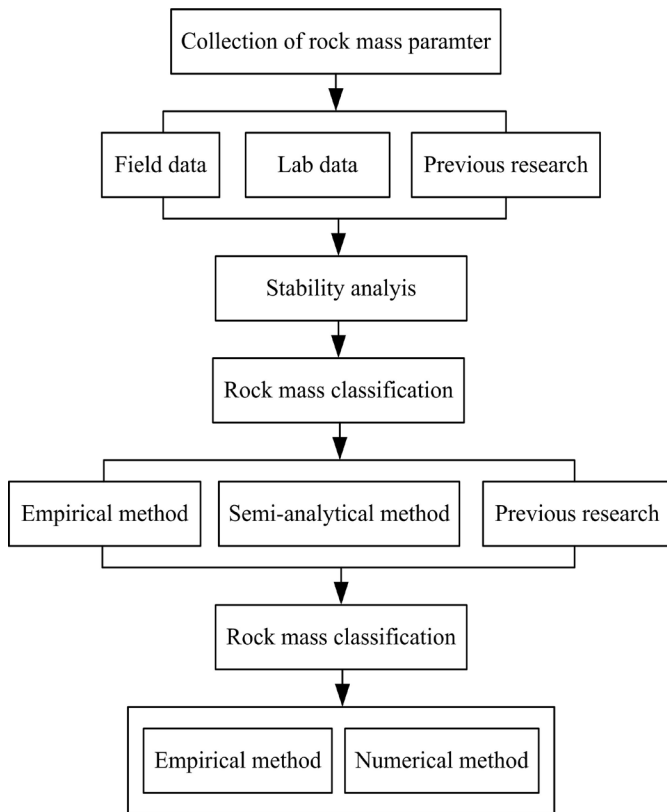 Collection of rock mass paramter
Field data
Lab data
Previous research
Stability analyis
Rock mass classification
Empirical method
Semi-analytical method
Previous research
Rock mass classification
Empirical method
Numerical method